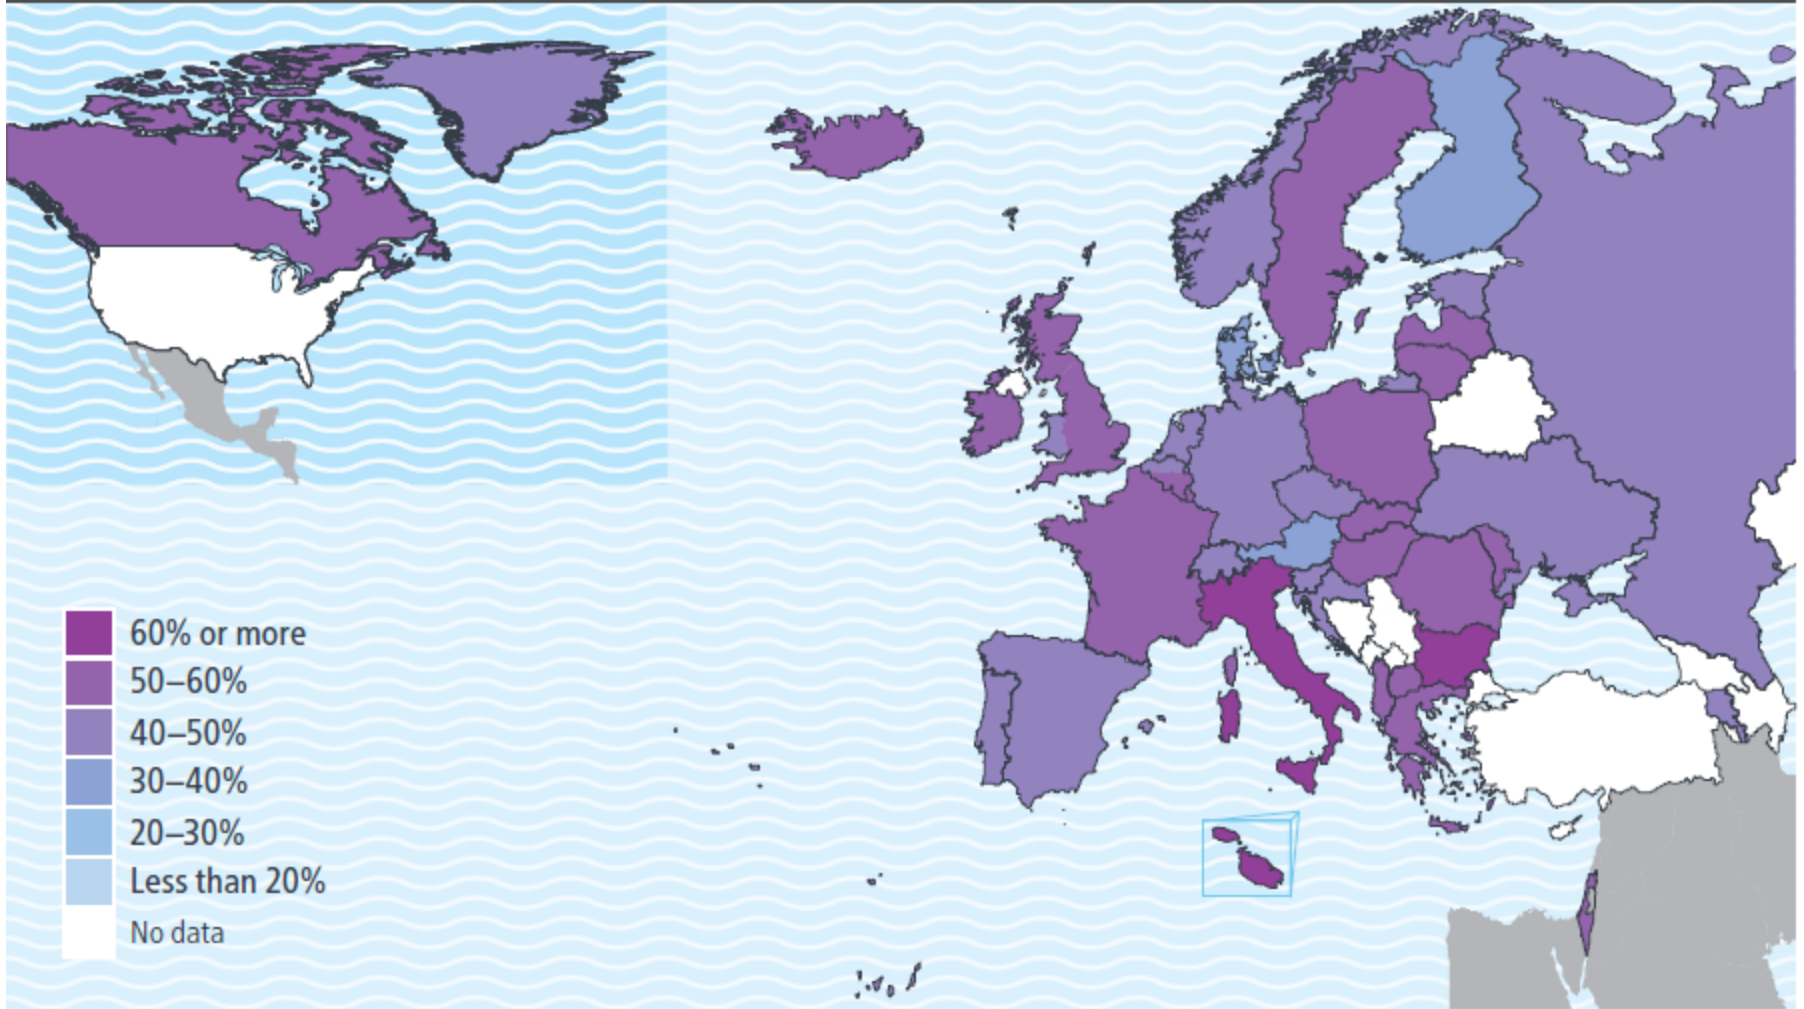 60% or more
50–60%
40–50%
30–40%
20–30%
Less than 20%
No data